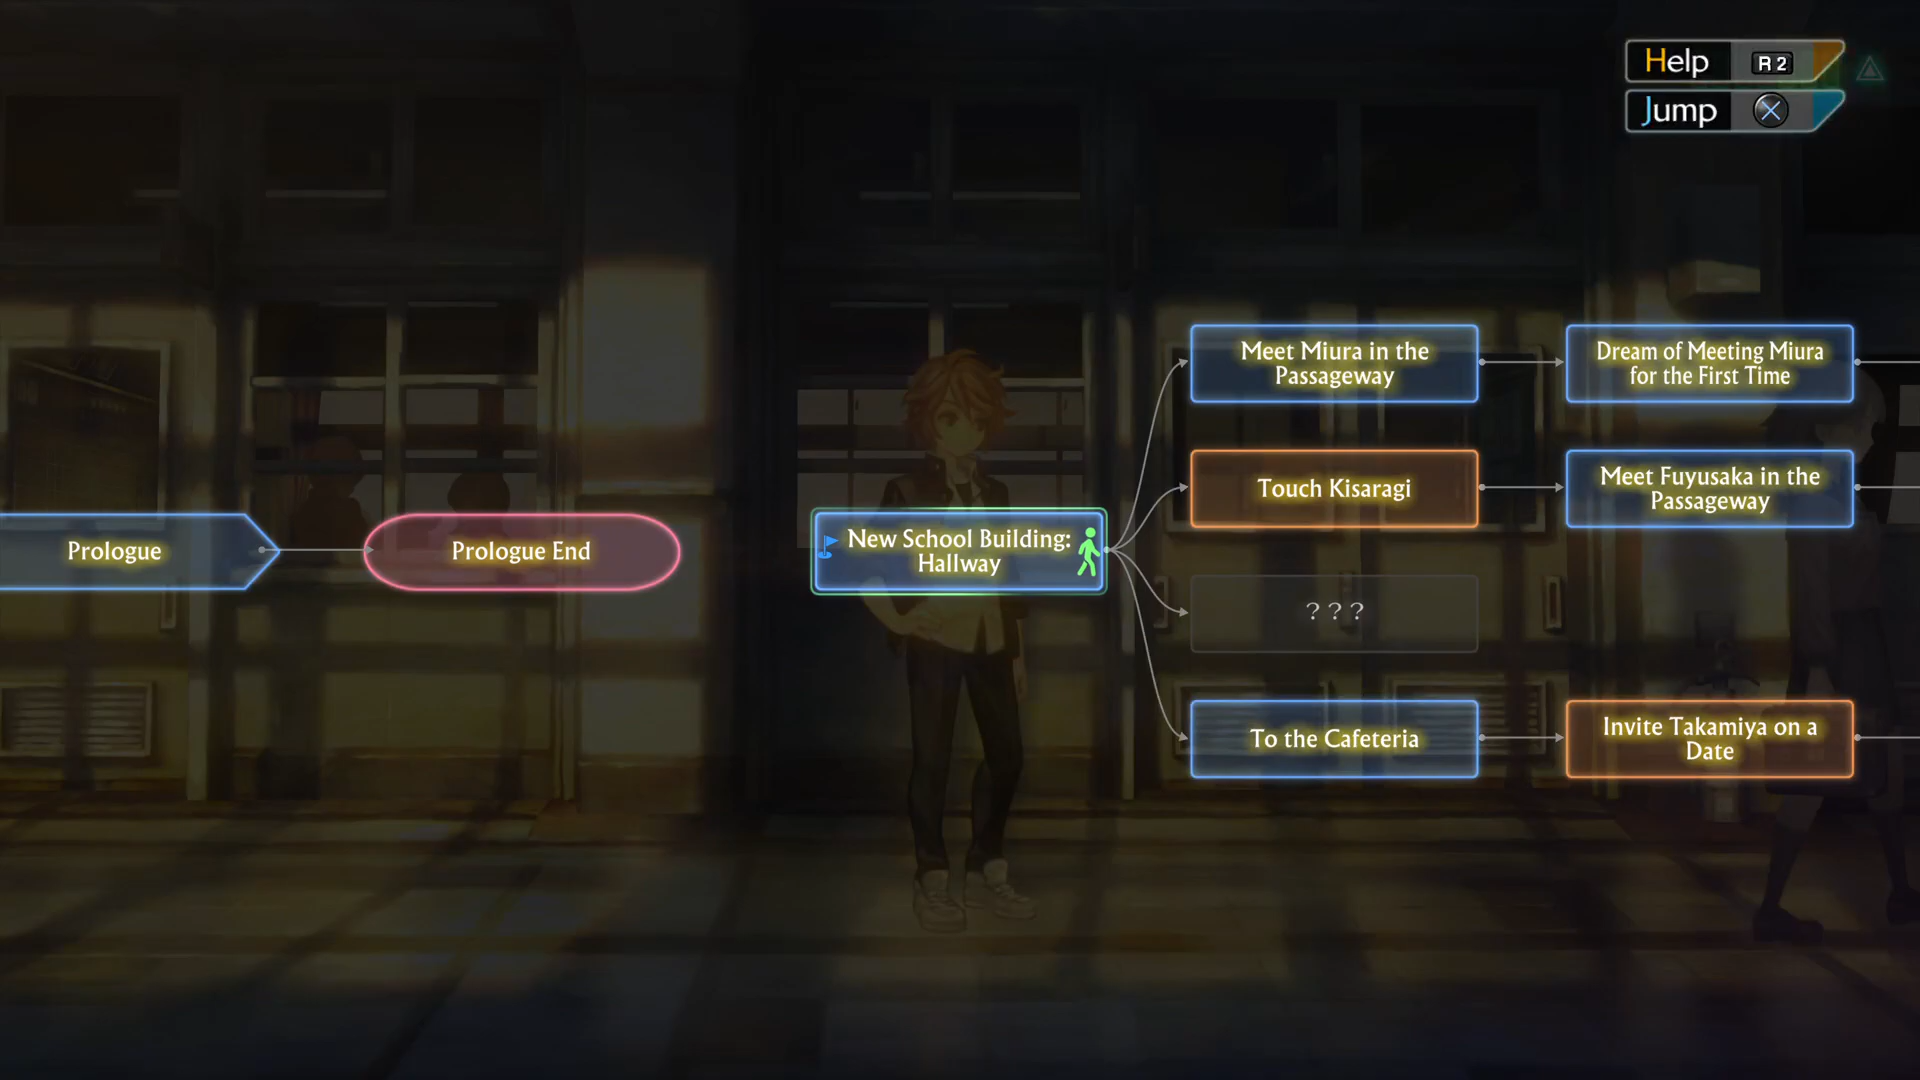 Help R2
Jump
Prologue
Prologue End
New School Building:
Hallway
Meet Miura in the
Passageway
Dream of Meeting Miura
for the First Time
Touch Kisaragi
Meet Fuyusaka in the
Passageway
???
To the Cafeteria
Invite Takamiya on a
Date